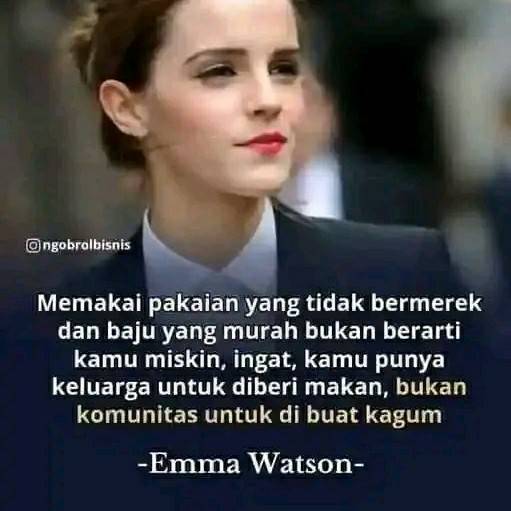 ngobrolbisnis
Memakai pakaian yang tidak bermerek
dan baju yang murah bukan berarti
kamu miskin, ingat, kamu punya
keluarga untuk diberi makan, bukan
komunitas untuk di buat kagum
-Emma Watson-